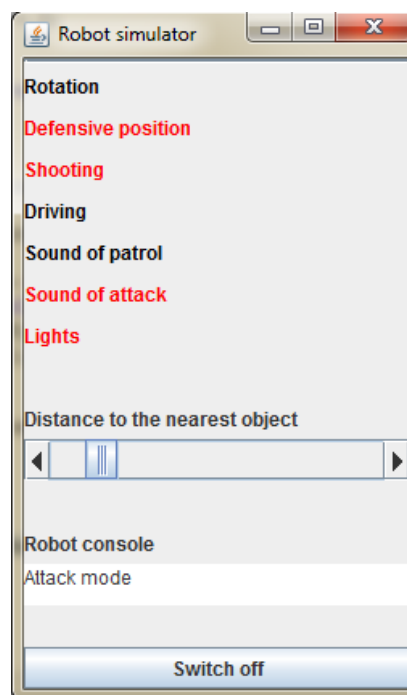 Robot simulator
Rotation
Defensive position
Shooting
Driving
Sound of patrol
Sound of attack
Lights
Distance to the nearest object
Robot console
Attack mode
Switch off